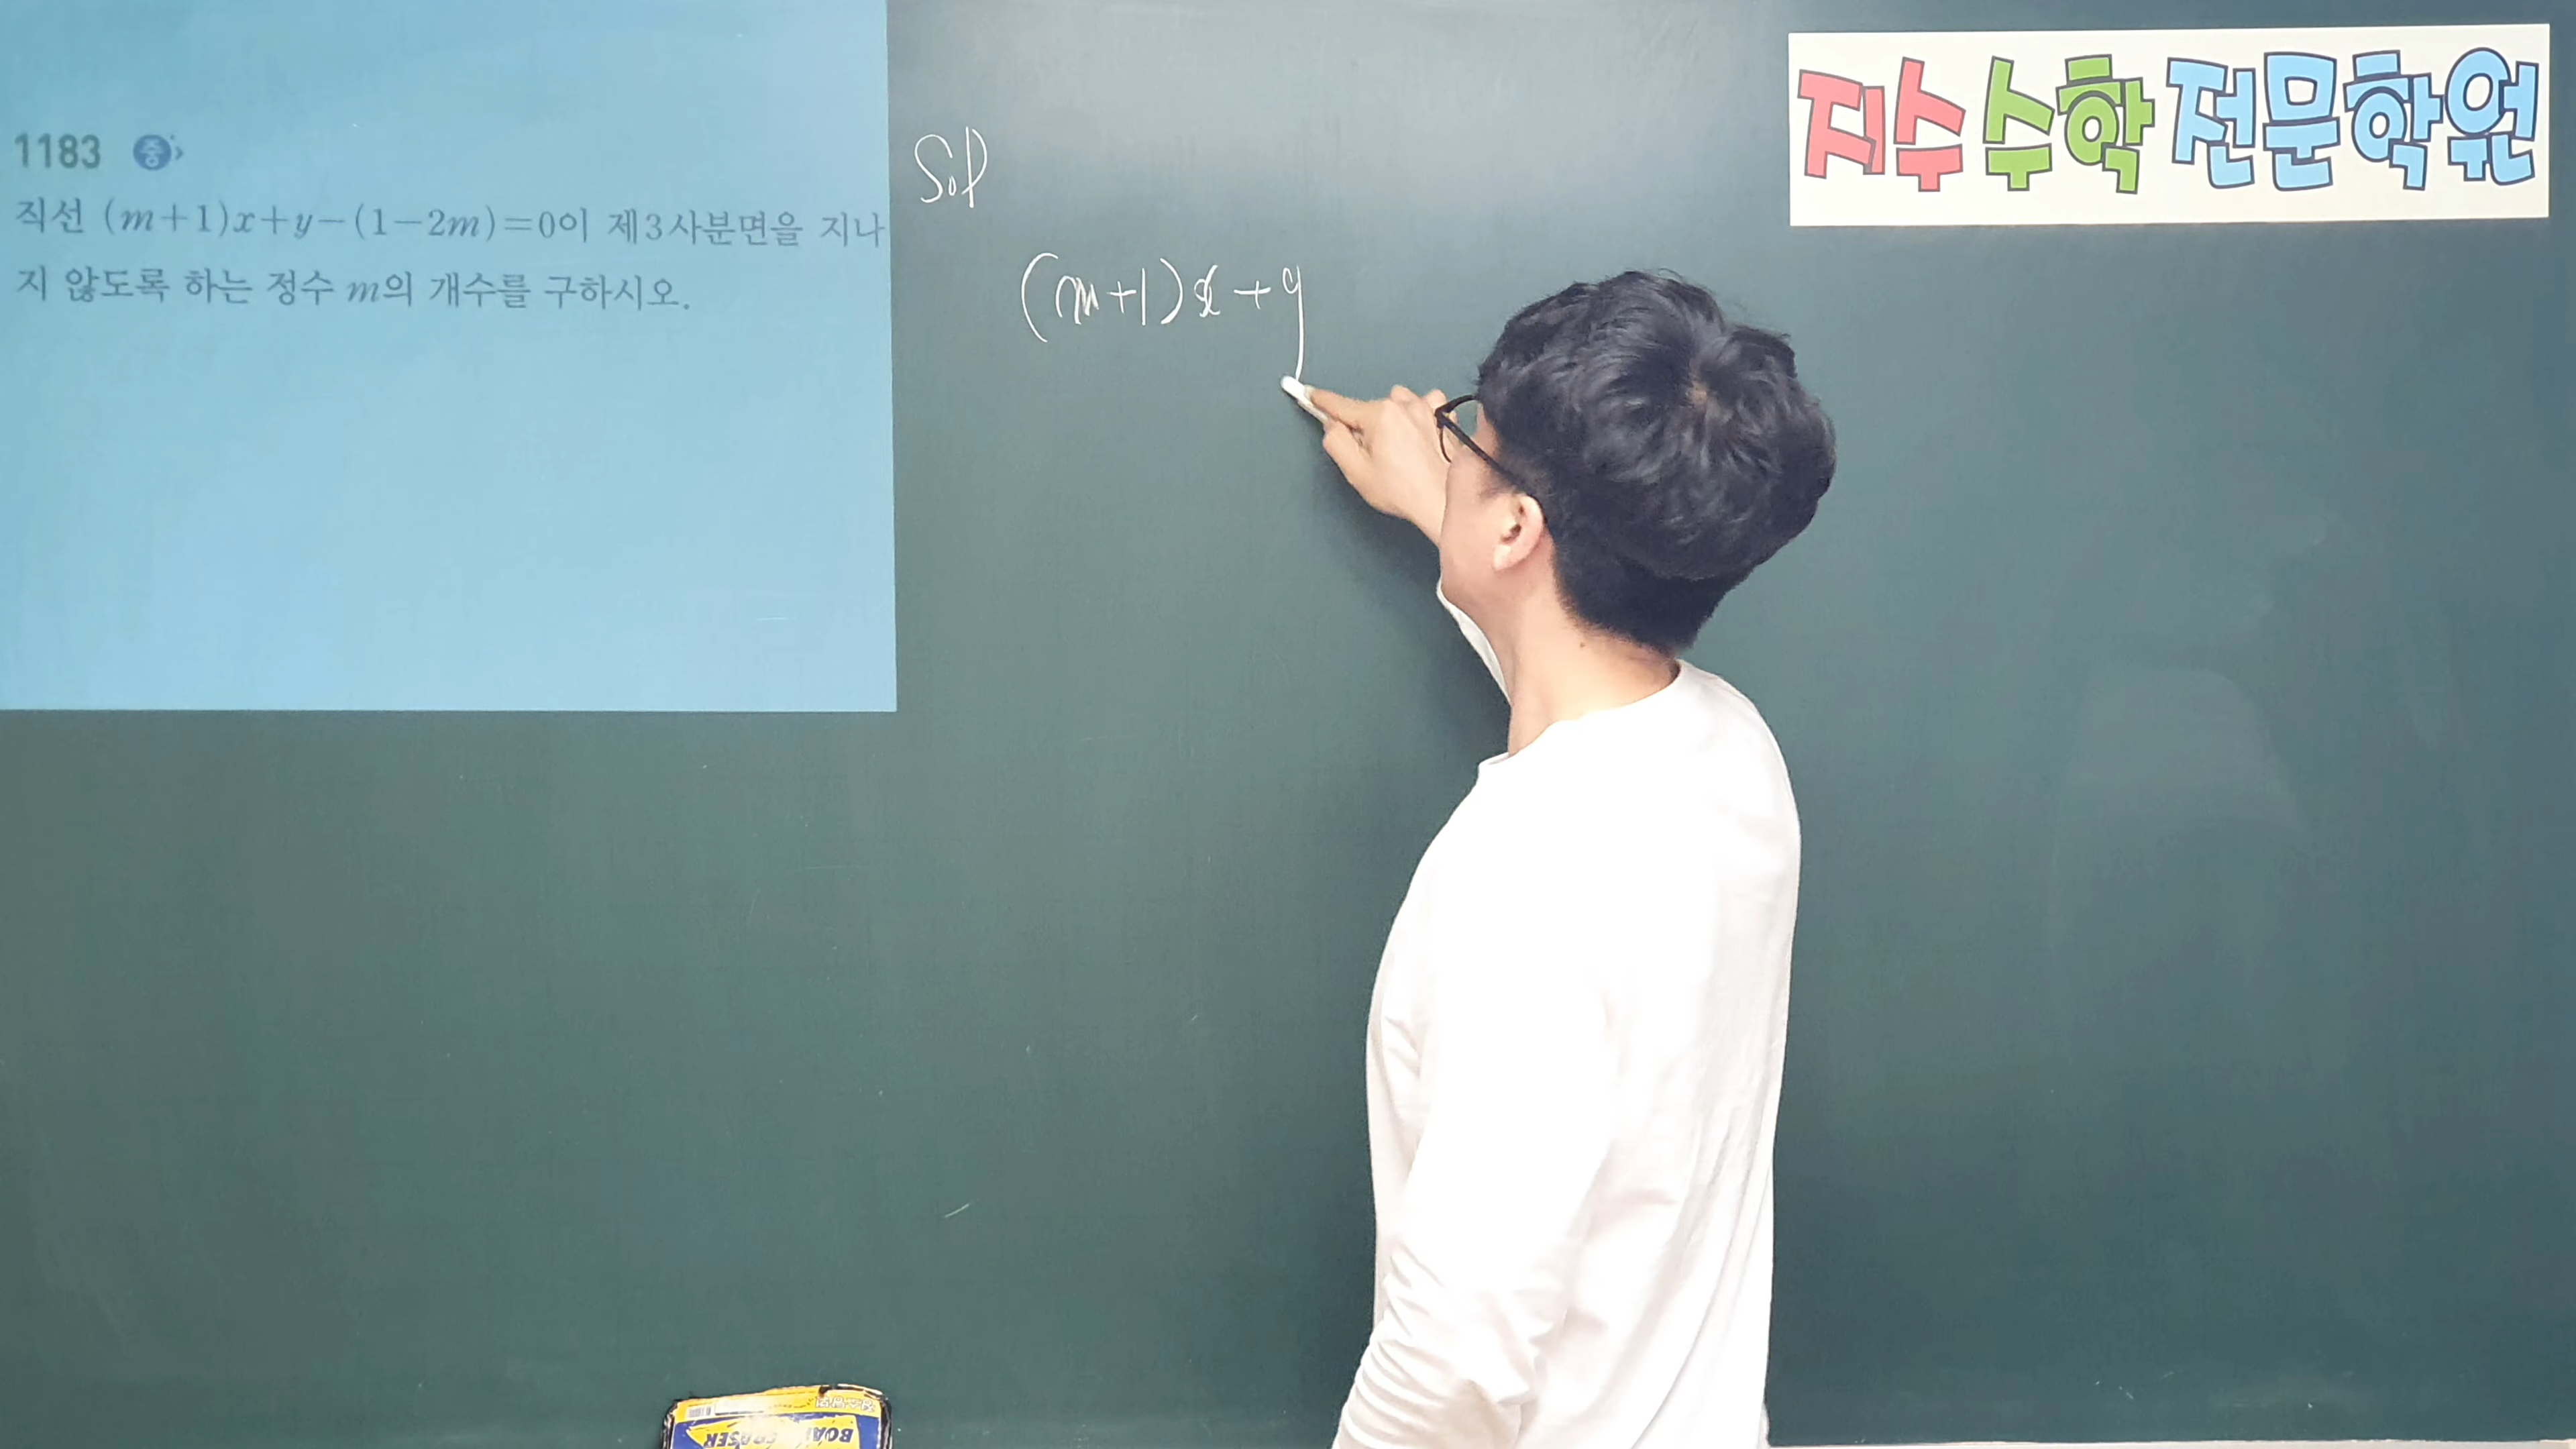 지수수학전문학원
1183 중
직선 (m+1)x+y-(1-2m)=0이 제3사분면을 지나
지 않도록 하는 정수 m의 개수를 구하시오.
Sol
(m+1)x+y